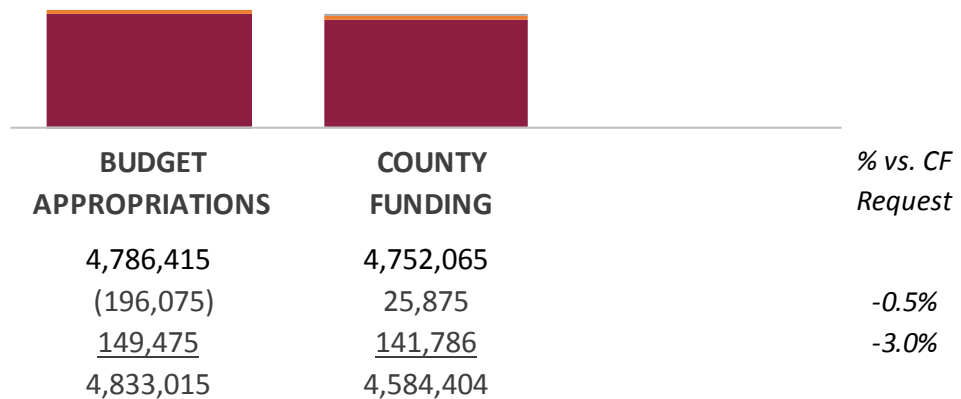 BUDGET COUNTY % vs. CF
APPROPRIATIONS FUNDING Request
4,786,415 4,752,065
(196,075) 25,875 -0.5%
149,475 141,786 -3.0%
4,833,015 4,584,404